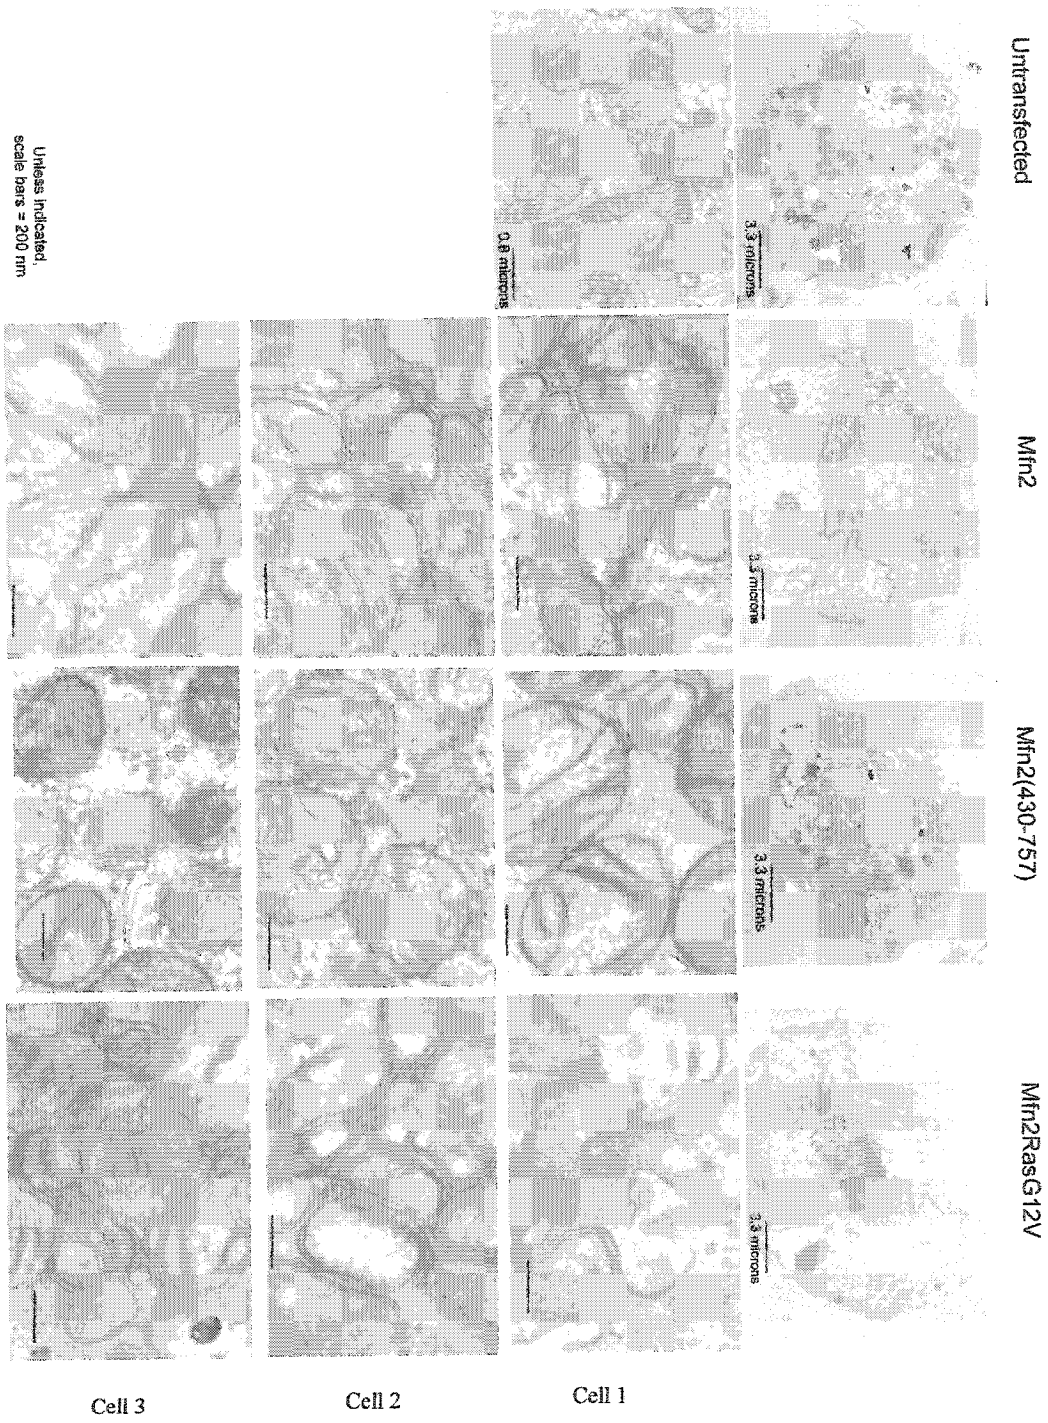 Untransfected
Mfn2
Mfn2(430-757)
Mfn2RasG12V
3.3 microns
3.3 microns
3.3 microns
3.3 microns
0.8 microns
Cell 1
Cell 2
Cell 3
Unless indicated,
scale bars = 200 nm